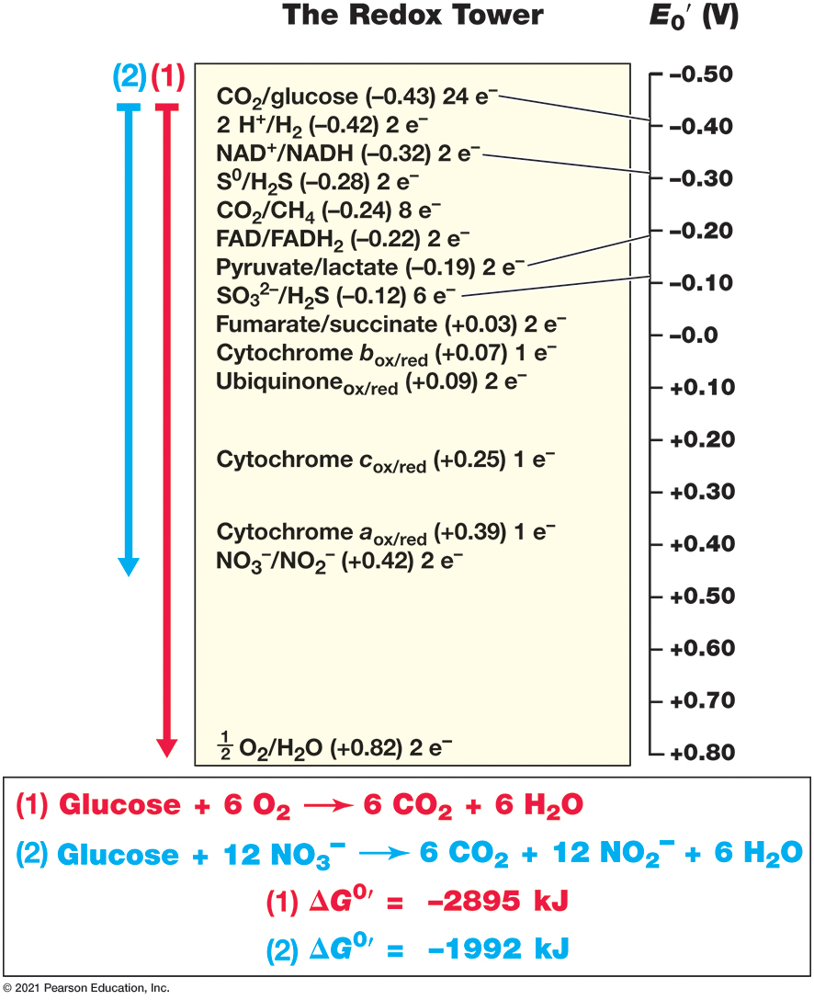 The Redox Tower
E₀′ (V)
(2) (1)
CO₂/glucose (–0.43) 24 e⁻
2 H⁺/H₂ (–0.42) 2 e⁻
NAD⁺/NADH (–0.32) 2 e⁻
S⁰/H₂S (–0.28) 2 e⁻
CO₂/CH₄ (–0.24) 8 e⁻
FAD/FADH₂ (–0.22) 2 e⁻
Pyruvate/lactate (–0.19) 2 e⁻
SO₃²⁻/H₂S (–0.12) 6 e⁻
Fumarate/succinate (+0.03) 2 e⁻
Cytochrome b ox/red (+0.07) 1 e⁻
Ubiquinone ox/red (+0.09) 2 e⁻
Cytochrome c ox/red (+0.25) 1 e⁻
Cytochrome a ox/red (+0.39) 1 e⁻
NO₃⁻/NO₂⁻ (+0.42) 2 e⁻
½ O₂/H₂O (+0.82) 2 e⁻
–0.50
–0.40
–0.30
–0.20
–0.10
–0.0
+0.10
+0.20
+0.30
+0.40
+0.50
+0.60
+0.70
+0.80
(1) Glucose + 6 O₂ → 6 CO₂ + 6 H₂O
(2) Glucose + 12 NO₃⁻ → 6 CO₂ + 12 NO₂⁻ + 6 H₂O
(1) ΔG⁰′ = –2895 kJ
(2) ΔG⁰′ = –1992 kJ
© 2021 Pearson Education, Inc.